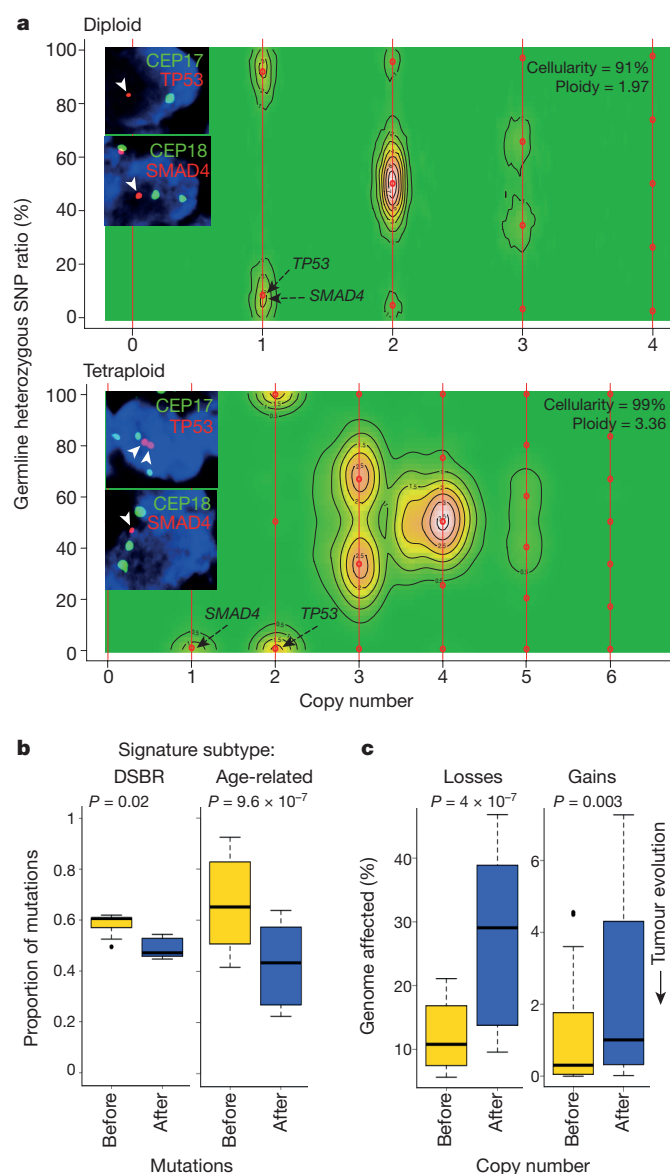 a
Diploid
100
80
60
40
20
0
CEP17
TP53
CEP18
SMAD4
Cellularity = 91%
Ploidy = 1.97
TP53
SMAD4
0 1 2 3 4
Germline heterozygous SNP ratio (%)
Tetraploid
100
80
60
40
20
0
CEP17
TP53
CEP18
SMAD4
Cellularity = 99%
Ploidy = 3.36
SMAD4
TP53
0 1 2 3 4 5 6
Copy number
b
Signature subtype:
DSBR
Age-related
P = 0.02
P = 9.6 × 10⁻⁷
Proportion of mutations
1
0.8
0.6
0.4
0.2
0
Before
After
Before
After
Mutations
c
Losses
Gains
P = 4 × 10⁻⁷
P = 0.003
Genome affected (%)
40
30
20
10
6
4
2
0
Tumour evolution
Before
After
Before
After
Copy number